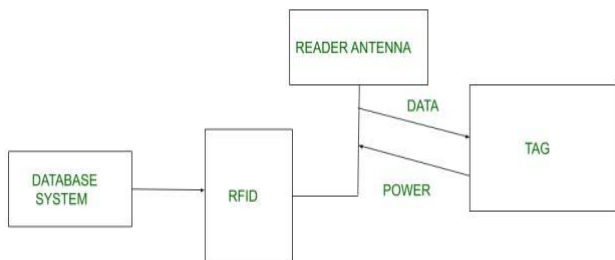 READER ANTENNA
DATA
TAG
DATABASE
SYSTEM
RFID
POWER